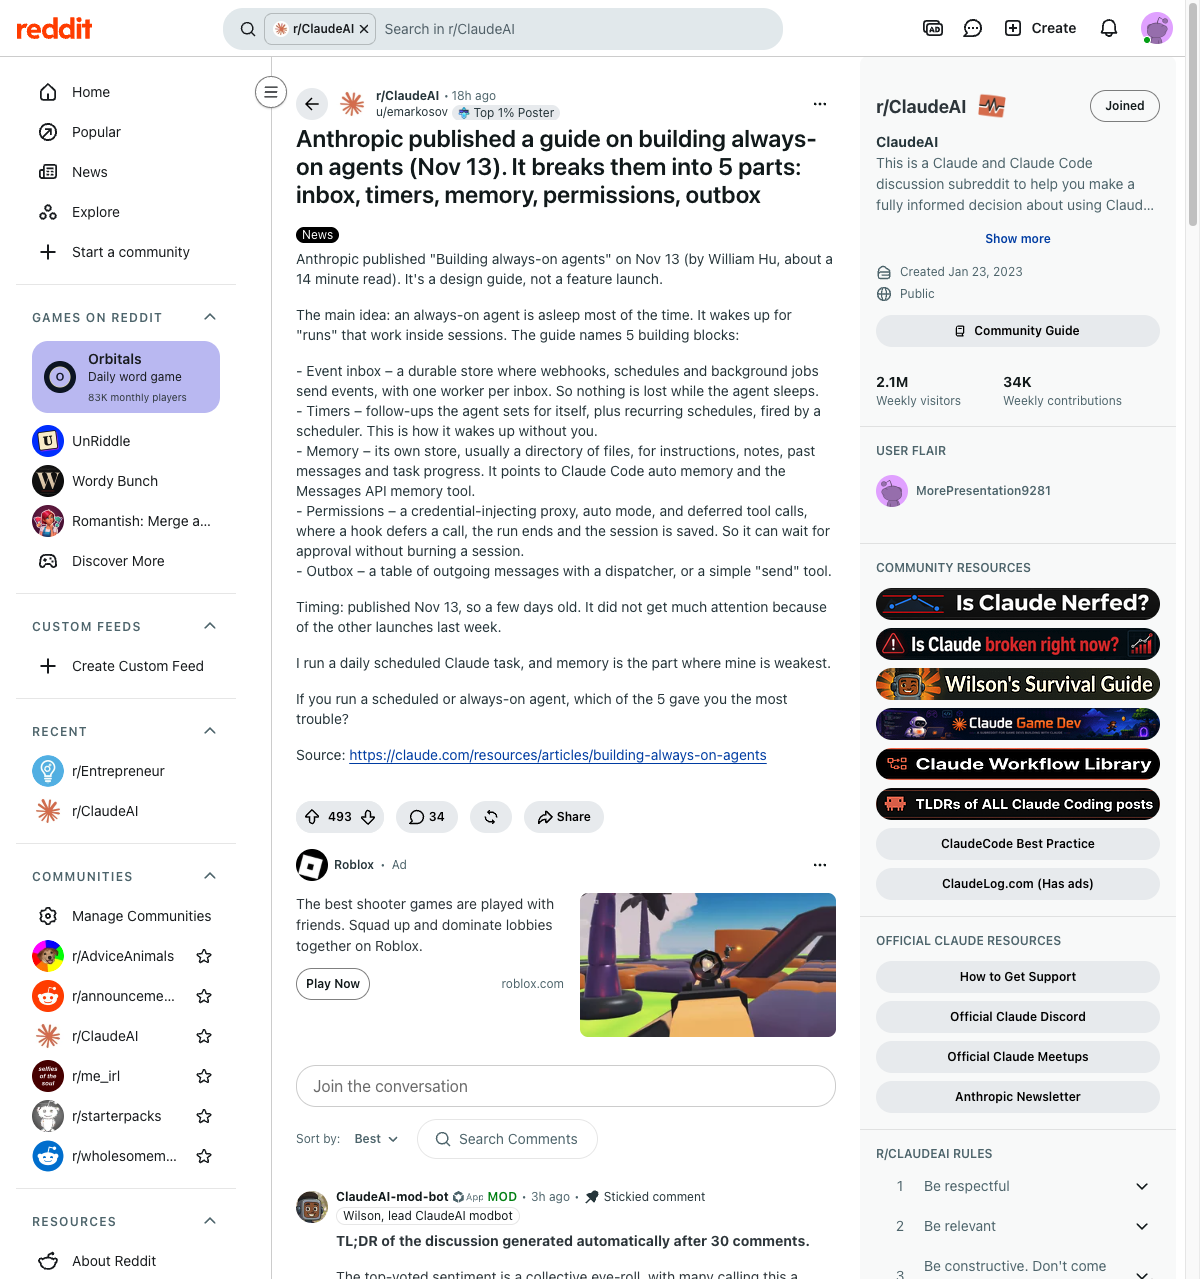 reddit
r/ClaudeAI
Search in r/ClaudeAI
AD
Create
Home
Popular
News
Explore
Start a community
GAMES ON REDDIT
Orbitals
Daily word game
83K monthly players
UnRiddle
Wordy Bunch
Romantish: Merge a...
Discover More
CUSTOM FEEDS
Create Custom Feed
RECENT
r/Entrepreneur
r/ClaudeAI
COMMUNITIES
Manage Communities
r/AdviceAnimals
r/announceme...
r/ClaudeAI
selfies
of the
soul
r/me_irl
r/starterpacks
r/wholesomem...
RESOURCES
About Reddit
r/ClaudeAI • 18h ago
u/emarkosov Top 1% Poster
Anthropic published a guide on building always-
on agents (Nov 13). It breaks them into 5 parts:
inbox, timers, memory, permissions, outbox
News
Anthropic published "Building always-on agents" on Nov 13 (by William Hu, about a
14 minute read). It's a design guide, not a feature launch.
The main idea: an always-on agent is asleep most of the time. It wakes up for
"runs" that work inside sessions. The guide names 5 building blocks:
- Event inbox – a durable store where webhooks, schedules and background jobs
send events, with one worker per inbox. So nothing is lost while the agent sleeps.
- Timers – follow-ups the agent sets for itself, plus recurring schedules, fired by a
scheduler. This is how it wakes up without you.
- Memory – its own store, usually a directory of files, for instructions, notes, past
messages and task progress. It points to Claude Code auto memory and the
Messages API memory tool.
- Permissions – a credential-injecting proxy, auto mode, and deferred tool calls,
where a hook defers a call, the run ends and the session is saved. So it can wait for
approval without burning a session.
- Outbox – a table of outgoing messages with a dispatcher, or a simple "send" tool.
Timing: published Nov 13, so a few days old. It did not get much attention because
of the other launches last week.
I run a daily scheduled Claude task, and memory is the part where mine is weakest.
If you run a scheduled or always-on agent, which of the 5 gave you the most
trouble?
Source: https://claude.com/resources/articles/building-always-on-agents
493
34
Share
Roblox • Ad
The best shooter games are played with
friends. Squad up and dominate lobbies
together on Roblox.
Play Now
roblox.com
Join the conversation
Sort by: Best
Search Comments
ClaudeAI-mod-bot App MOD • 3h ago • Stickied comment
Wilson, lead ClaudeAI modbot
TL;DR of the discussion generated automatically after 30 comments.
The top-voted sentiment is a collective eye-roll, with many calling this a
r/ClaudeAI
Joined
ClaudeAI
This is a Claude and Claude Code
discussion subreddit to help you make a
fully informed decision about using Claud...
Show more
Created Jan 23, 2023
Public
Community Guide
2.1M
Weekly visitors
34K
Weekly contributions
USER FLAIR
MorePresentation9281
COMMUNITY RESOURCES
Is Claude Nerfed?
Is Claude broken right now?
Wilson's Survival Guide
Claude Game Dev
Claude Workflow Library
TLDRs of ALL Claude Coding posts
ClaudeCode Best Practice
ClaudeLog.com (Has ads)
OFFICIAL CLAUDE RESOURCES
How to Get Support
Official Claude Discord
Official Claude Meetups
Anthropic Newsletter
R/CLAUDEAI RULES
1 Be respectful
2 Be relevant
3 Be constructive. Don't come